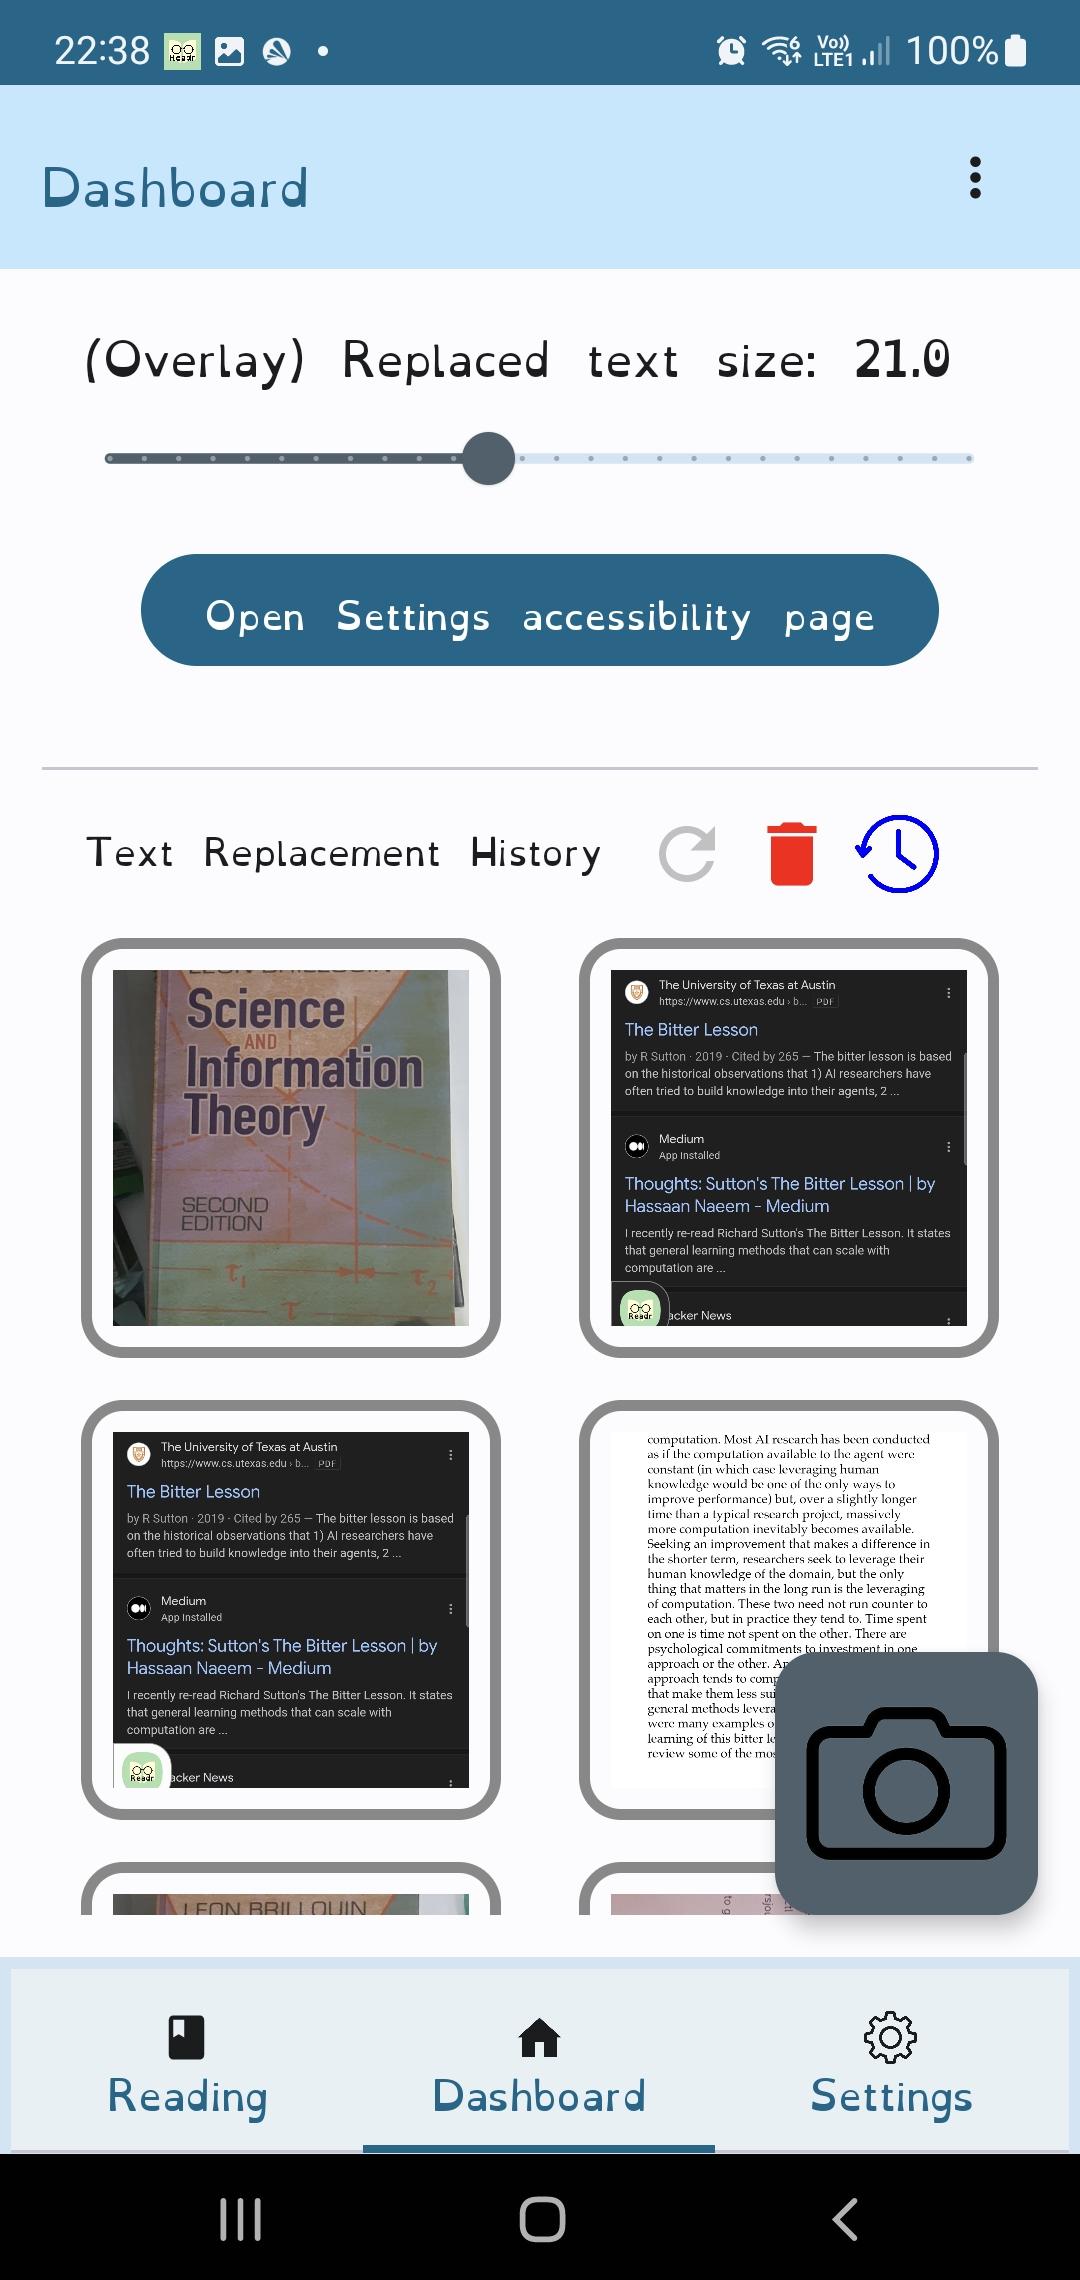 22:38
Readr
Vo))
LTE1
6
100%
Dashboard
(Overlay) Replaced text size: 21.0
Open Settings accessibility page
Text Replacement History
LEON BRILLOUIN
Science
AND
Information
Theory
SECOND
EDITION
τ1
τ2
τ
The University of Texas at Austin
https://www.cs.utexas.edu › b... PDF
The Bitter Lesson
by R Sutton · 2019 · Cited by 265 — The bitter lesson is based
on the historical observations that 1) AI researchers have
often tried to build knowledge into their agents, 2 ...
Medium
App Installed
Thoughts: Sutton's The Bitter Lesson | by
Hassaan Naeem - Medium
I recently re-read Richard Sutton's The Bitter Lesson. It states
that general learning methods that can scale with
computation are ...
Readr
acker News
The University of Texas at Austin
https://www.cs.utexas.edu › b... PDF
The Bitter Lesson
by R Sutton · 2019 · Cited by 265 — The bitter lesson is based
on the historical observations that 1) AI researchers have
often tried to build knowledge into their agents, 2 ...
Medium
App Installed
Thoughts: Sutton's The Bitter Lesson | by
Hassaan Naeem - Medium
I recently re-read Richard Sutton's The Bitter Lesson. It states
that general learning methods that can scale with
computation are ...
Readr
acker News
computation. Most AI research has been conducted
as if the computation available to the agent were
constant (in which case leveraging human
knowledge would be one of the only ways to
improve performance) but, over a slightly longer
time than a typical research project, massively
more computation inevitably becomes available.
Seeking an improvement that makes a difference in
the shorter term, researchers seek to leverage their
human knowledge of the domain, but the only
thing that matters in the long run is the leveraging
of computation. These two need not run counter to
each other, but in practice they tend to. Time spent
on one is time not spent on the other. There are
psychological commitments to investment in one
approach or the other. An
approach tends to comp
that make them less sui
general methods levera
were many examples o
learning of this bitter le
review some of the mos
LEON BRILLOUIN
to g
Reading
Dashboard
Settings